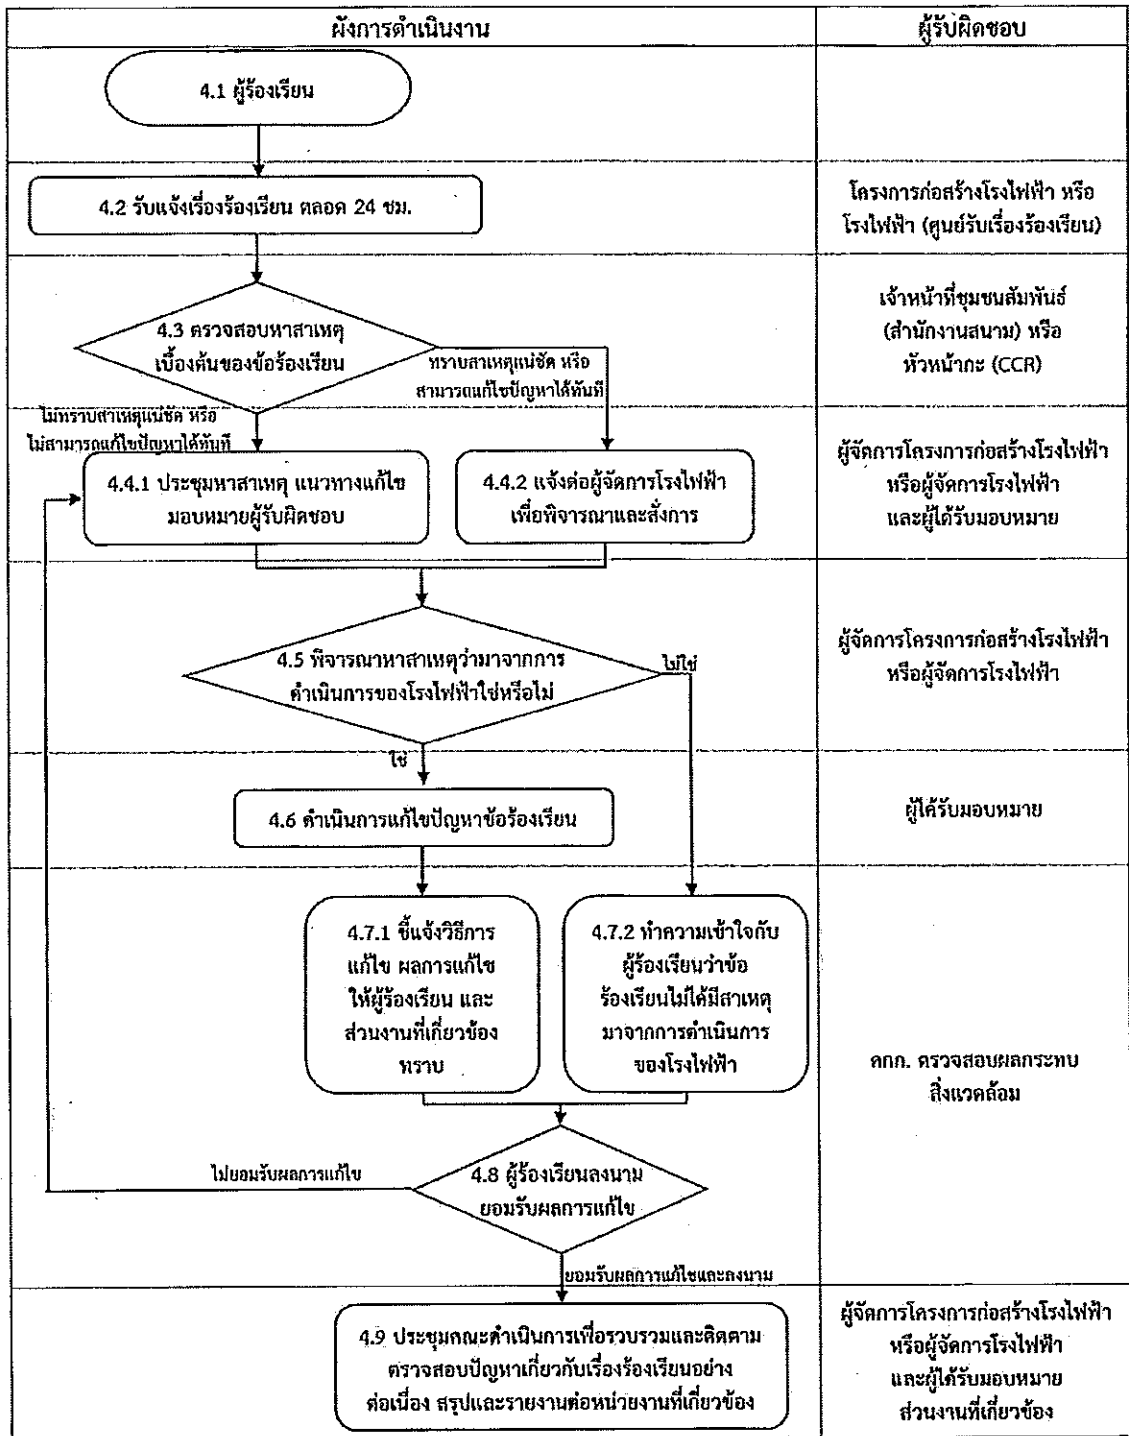 ผังการดำเนินงาน
ผู้รับผิดชอบ
4.1 ผู้ร้องเรียน
4.2 รับแจ้งเรื่องร้องเรียน ตลอด 24 ชม.
โครงการก่อสร้างโรงไฟฟ้า หรือ
โรงไฟฟ้า (ศูนย์รับเรื่องร้องเรียน)
4.3 ตรวจสอบหาสาเหตุ
เบื้องต้นของข้อร้องเรียน
ทราบสาเหตุแน่ชัด หรือ
สามารถแก้ไขปัญหาได้ทันที
เจ้าหน้าที่ชุมชนสัมพันธ์
(สำนักงานสนาม) หรือ
หัวหน้ากะ (CCR)
ไม่ทราบสาเหตุแน่ชัด หรือ
ไม่สามารถแก้ไขปัญหาได้ทันที
4.4.1 ประชุมหาสาเหตุ แนวทางแก้ไข
มอบหมายผู้รับผิดชอบ
4.4.2 แจ้งต่อผู้จัดการโรงไฟฟ้า
เพื่อพิจารณาและสั่งการ
ผู้จัดการโครงการก่อสร้างโรงไฟฟ้า
หรือผู้จัดการโรงไฟฟ้า
และผู้ได้รับมอบหมาย
4.5 พิจารณาหาสาเหตุว่ามาจากการ
ดำเนินการของโรงไฟฟ้าใช่หรือไม่
ไม่ใช่
ใช่
ผู้จัดการโครงการก่อสร้างโรงไฟฟ้า
หรือผู้จัดการโรงไฟฟ้า
4.6 ดำเนินการแก้ไขปัญหาข้อร้องเรียน
ผู้ได้รับมอบหมาย
4.7.1 ชี้แจงวิธีการ
แก้ไข ผลการแก้ไข
ให้ผู้ร้องเรียน และ
ส่วนงานที่เกี่ยวข้อง
ทราบ
4.7.2 ทำความเข้าใจกับ
ผู้ร้องเรียนว่าข้อ
ร้องเรียนไม่ได้มีสาเหตุ
มาจากการดำเนินการ
ของโรงไฟฟ้า
คกก. ตรวจสอบผลกระทบ
สิ่งแวดล้อม
ไม่ยอมรับผลการแก้ไข
4.8 ผู้ร้องเรียนลงนาม
ยอมรับผลการแก้ไข
ยอมรับผลการแก้ไขและลงนาม
4.9 ประชุมคณะดำเนินการเพื่อรวบรวมและติดตาม
ตรวจสอบปัญหาเกี่ยวกับเรื่องร้องเรียนอย่าง
ต่อเนื่อง สรุปและรายงานต่อหน่วยงานที่เกี่ยวข้อง
ผู้จัดการโครงการก่อสร้างโรงไฟฟ้า
หรือผู้จัดการโรงไฟฟ้า
และผู้ได้รับมอบหมาย
ส่วนงานที่เกี่ยวข้อง